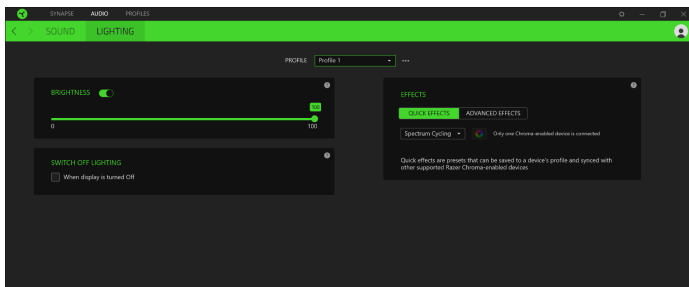 SYNAPSE AUDIO PROFILES
SOUND LIGHTING
PROFILE Profile 1
BRIGHTNESS
100
0 100
SWITCH OFF LIGHTING
When display is turned Off
EFFECTS
QUICK EFFECTS ADVANCED EFFECTS
Spectrum Cycling Only one Chroma-enabled device is connected
Quick effects are presets that can be saved to a device's profile and synced with
other supported Razer Chroma-enabled devices